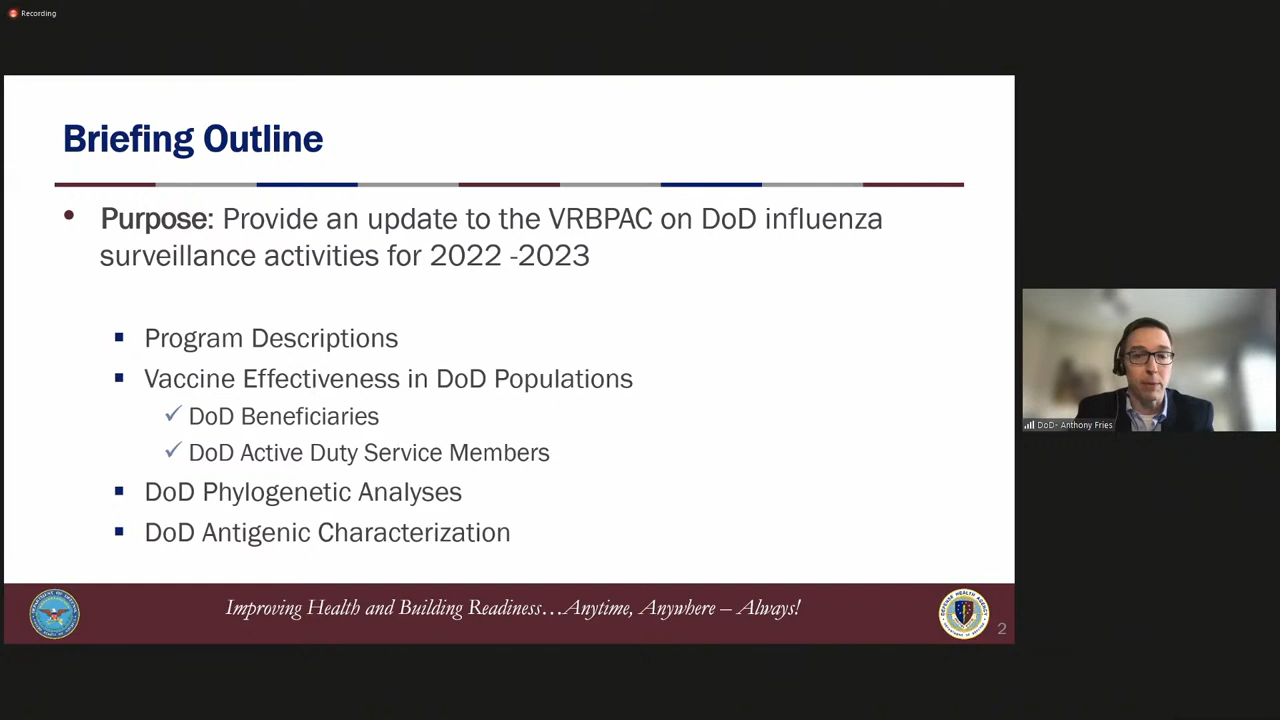 Recording
Briefing Outline
• Purpose: Provide an update to the VRBPAC on DoD influenza
surveillance activities for 2022 -2023
▪ Program Descriptions
▪ Vaccine Effectiveness in DoD Populations
✓ DoD Beneficiaries
✓ DoD Active Duty Service Members
▪ DoD Phylogenetic Analyses
▪ DoD Antigenic Characterization
Improving Health and Building Readiness…Anytime, Anywhere – Always!
2
DoD- Anthony Fries